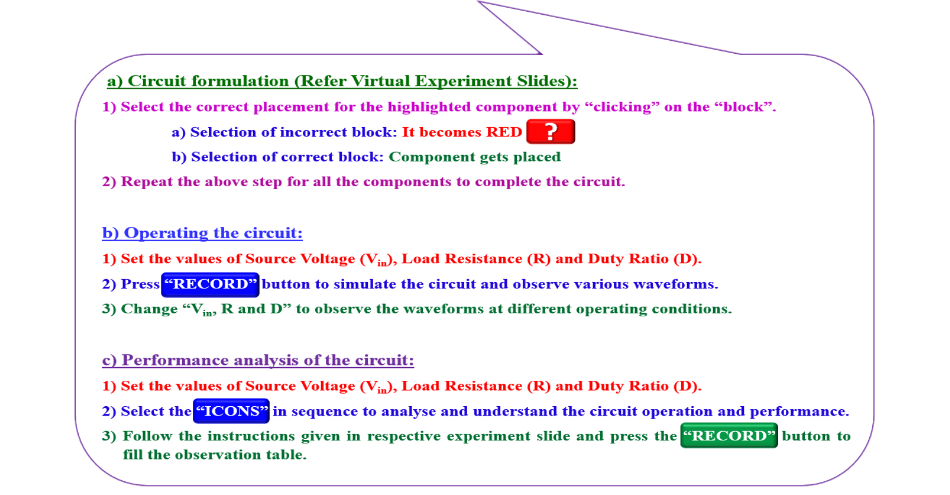 a) Circuit formulation (Refer Virtual Experiment Slides):
1) Select the correct placement for the highlighted component by “clicking” on the “block”.
a) Selection of incorrect block: It becomes RED ?
b) Selection of correct block: Component gets placed
2) Repeat the above step for all the components to complete the circuit.
b) Operating the circuit:
1) Set the values of Source Voltage (Vin), Load Resistance (R) and Duty Ratio (D).
2) Press “RECORD” button to simulate the circuit and observe various waveforms.
3) Change “Vin, R and D” to observe the waveforms at different operating conditions.
c) Performance analysis of the circuit:
1) Set the values of Source Voltage (Vin), Load Resistance (R) and Duty Ratio (D).
2) Select the “ICONS” in sequence to analyse and understand the circuit operation and performance.
3) Follow the instructions given in respective experiment slide and press the “RECORD” button to
fill the observation table.